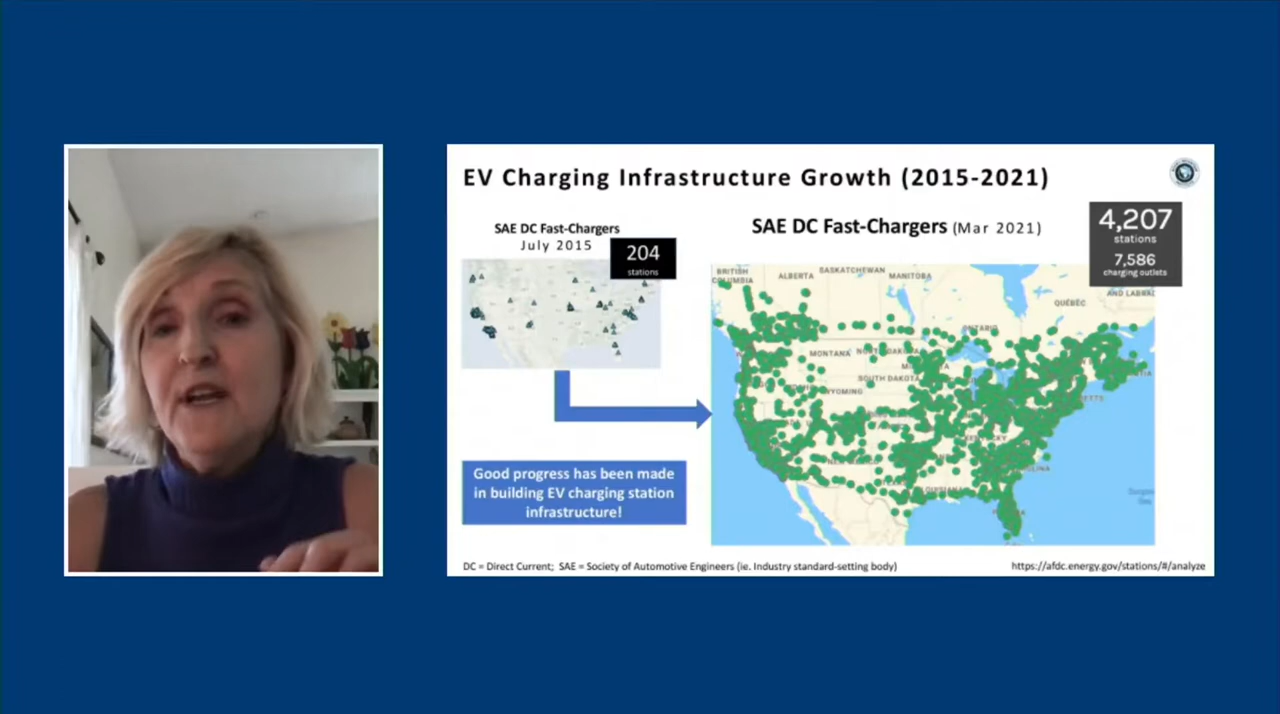 EV Charging Infrastructure Growth (2015-2021)
SAE DC Fast-Chargers
July 2015
204
stations
SAE DC Fast-Chargers (Mar 2021)
4,207
stations
7,586
charging outlets
BRITISH
COLUMBIA
ALBERTA
SASKATCHEWAN
MANITOBA
ONTARIO
QUÉBEC
AND LABRA
MONTANA
NORTH DAKOTA
SOUTH DAKOTA
WYOMING
KENTUCKY
Good progress has been made
in building EV charging station
infrastructure!
DC = Direct Current; SAE = Society of Automotive Engineers (ie. Industry standard-setting body)
https://afdc.energy.gov/stations/#/analyze